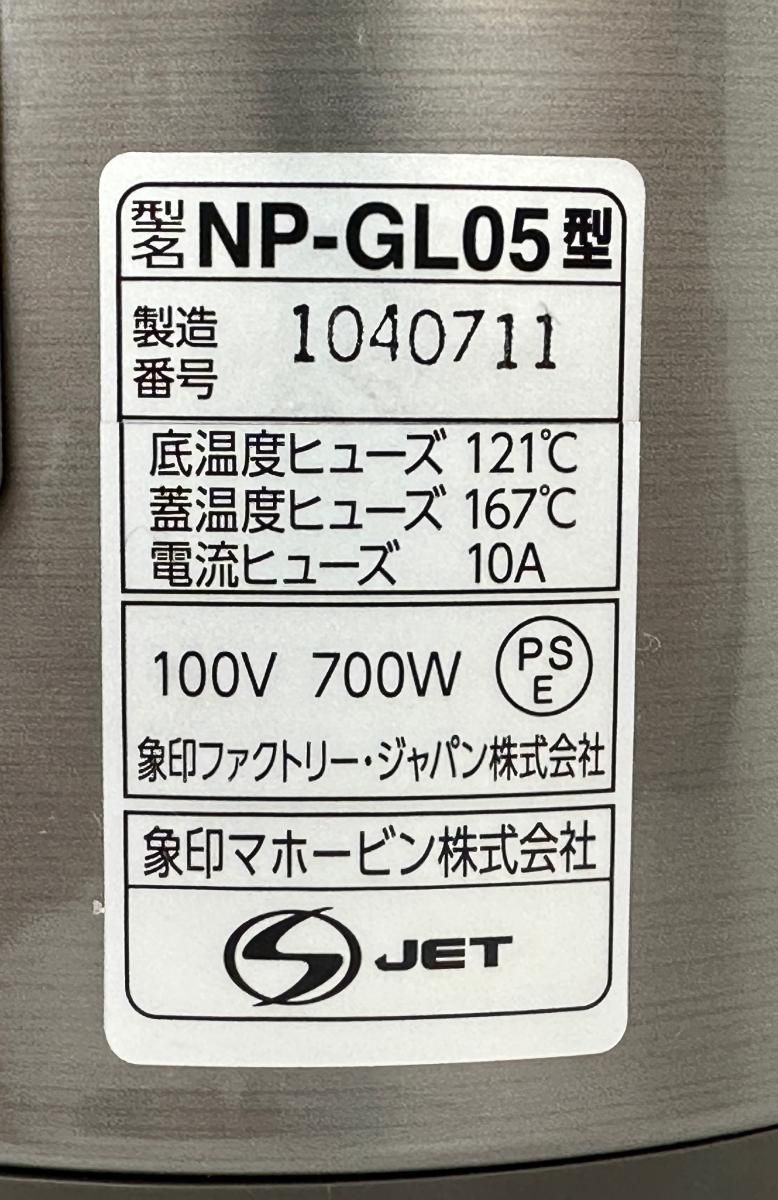 型名 NP-GL05型
製造番号 1040711
底温度ヒューズ 121℃
蓋温度ヒューズ 167℃
電流ヒューズ 10A
100V 700W PSE
象印ファクトリー・ジャパン株式会社
象印マホービン株式会社
S JET